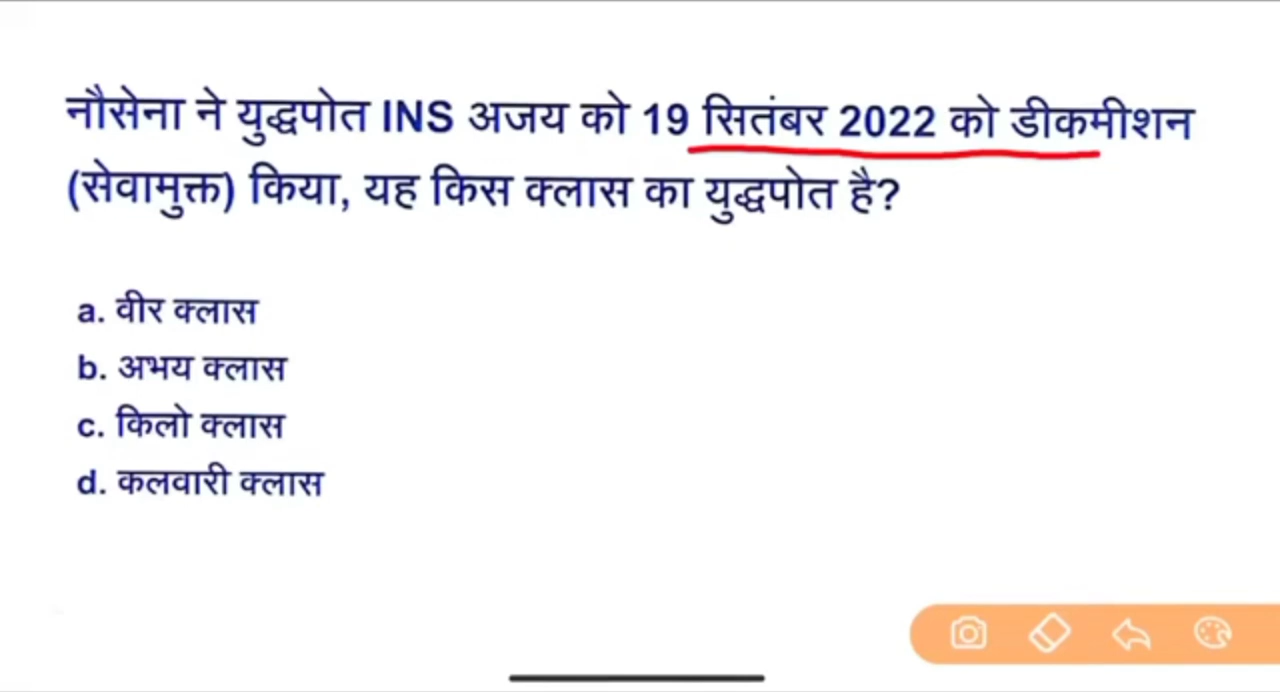 नौसेना ने युद्धपोत INS अजय को 19 सितंबर 2022 को डीकमीशन
(सेवामुक्त) किया, यह किस क्लास का युद्धपोत है?
a. वीर क्लास
b. अभय क्लास
c. किलो क्लास
d. कलवारी क्लास